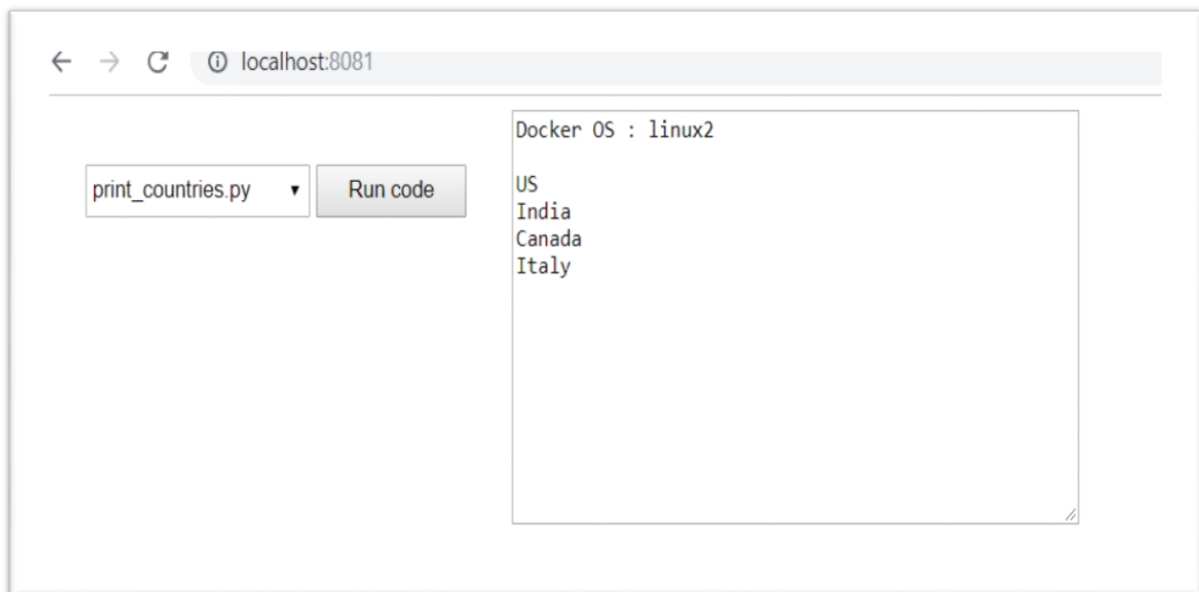 localhost:8081
print_countries.py
Run code
Docker OS : linux2
US
India
Canada
Italy